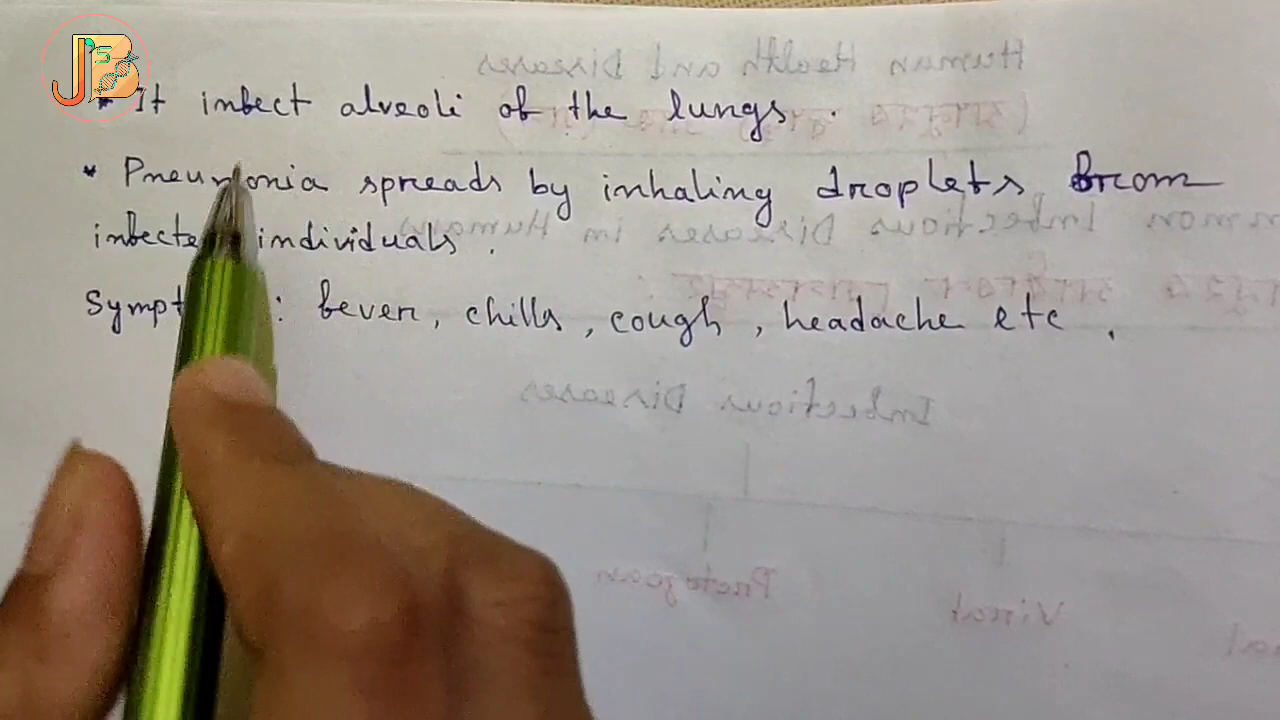 * It infect alveoli of the lungs.
* Pneumonia spreads by inhaling droplets from
infected individuals.
: fever, chills, cough, headache etc.